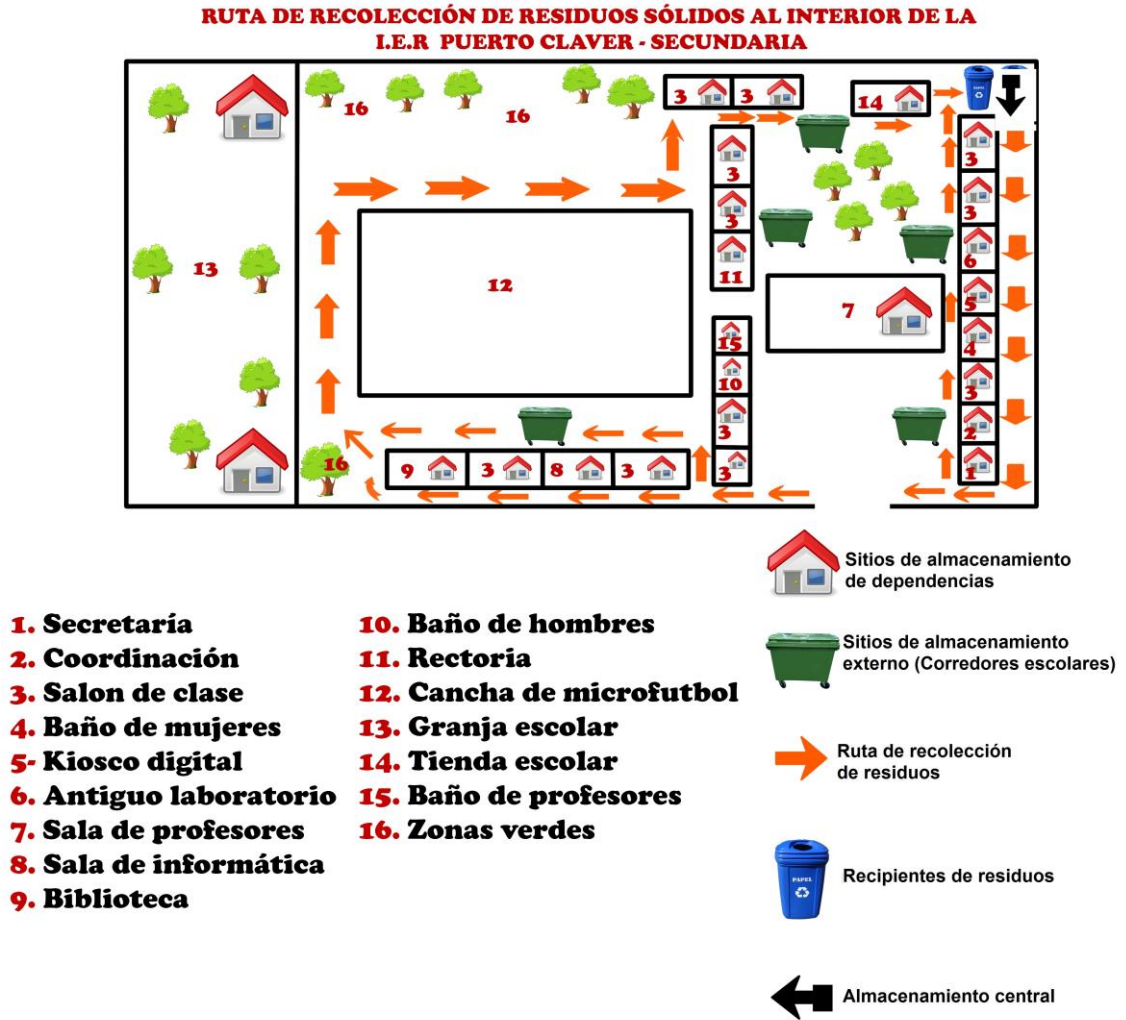 RUTA DE RECOLECCIÓN DE RESIDUOS SÓLIDOS AL INTERIOR DE LA
I.E.R PUERTO CLAVER - SECUNDARIA
16
16
3
3
14
PAPEL
3
3
3
3
13
12
11
6
7
5
15
4
10
3
3
2
16
9
3
8
3
3
1
Sitios de almacenamiento
de dependencias
Sitios de almacenamiento
externo (Corredores escolares)
Ruta de recolección
de residuos
PAPEL
Recipientes de residuos
Almacenamiento central
1. Secretaría
2. Coordinación
3. Salon de clase
4. Baño de mujeres
5- Kiosco digital
6. Antiguo laboratorio
7. Sala de profesores
8. Sala de informática
9. Biblioteca
10. Baño de hombres
11. Rectoria
12. Cancha de microfutbol
13. Granja escolar
14. Tienda escolar
15. Baño de profesores
16. Zonas verdes